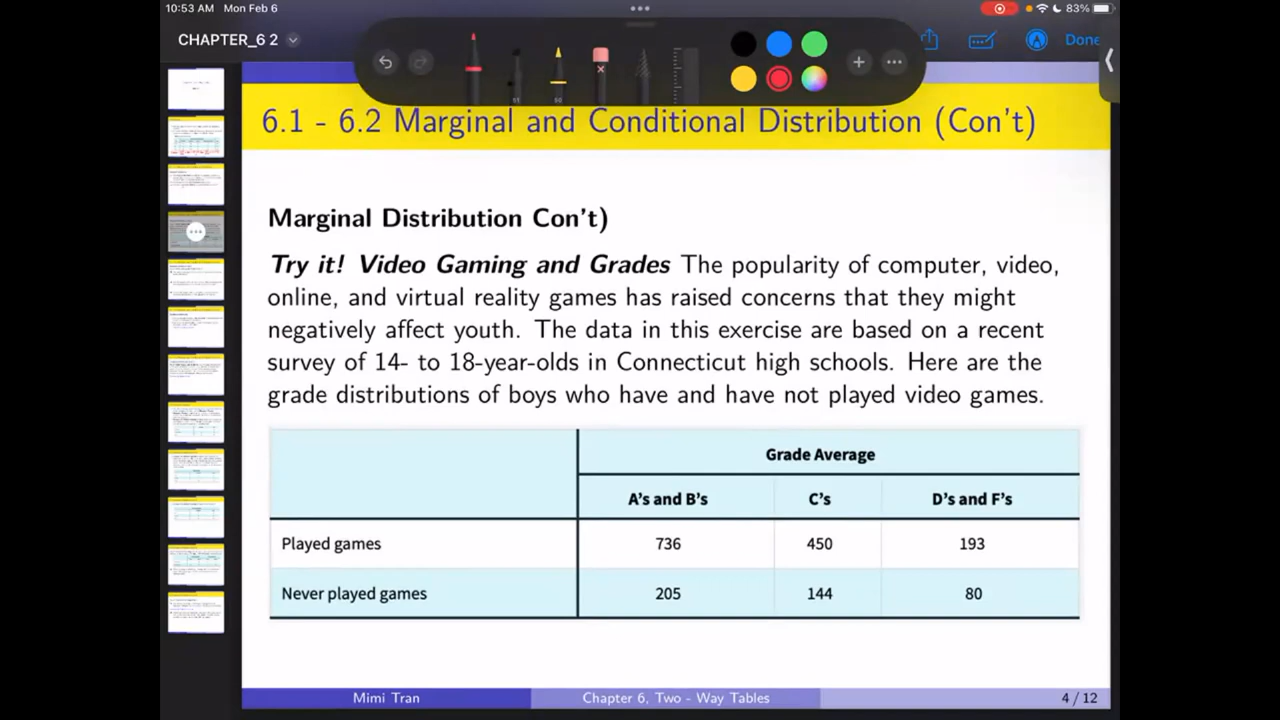 10:53 AM Mon Feb 6
83%
CHAPTER_6 2
Done
6.1 - 6.2 Marginal and Conditional Distribution (Con't)
Marginal Distribution Con't)
Try it! Video Gaming and Grades The popularity of computer, video,
online, and virtual reality games has raised concerns that they might
negatively affect youth. The data in this exercise are based on a recent
survey of 14- to 18-year-olds in Connecticut high schools. Here are the
grade distributions of boys who have and have not played video games.
Grade Average
A's and B's C's D's and F's
Played games 736 450 193
Never played games 205 144 80
Mimi Tran Chapter 6, Two - Way Tables 4 / 12